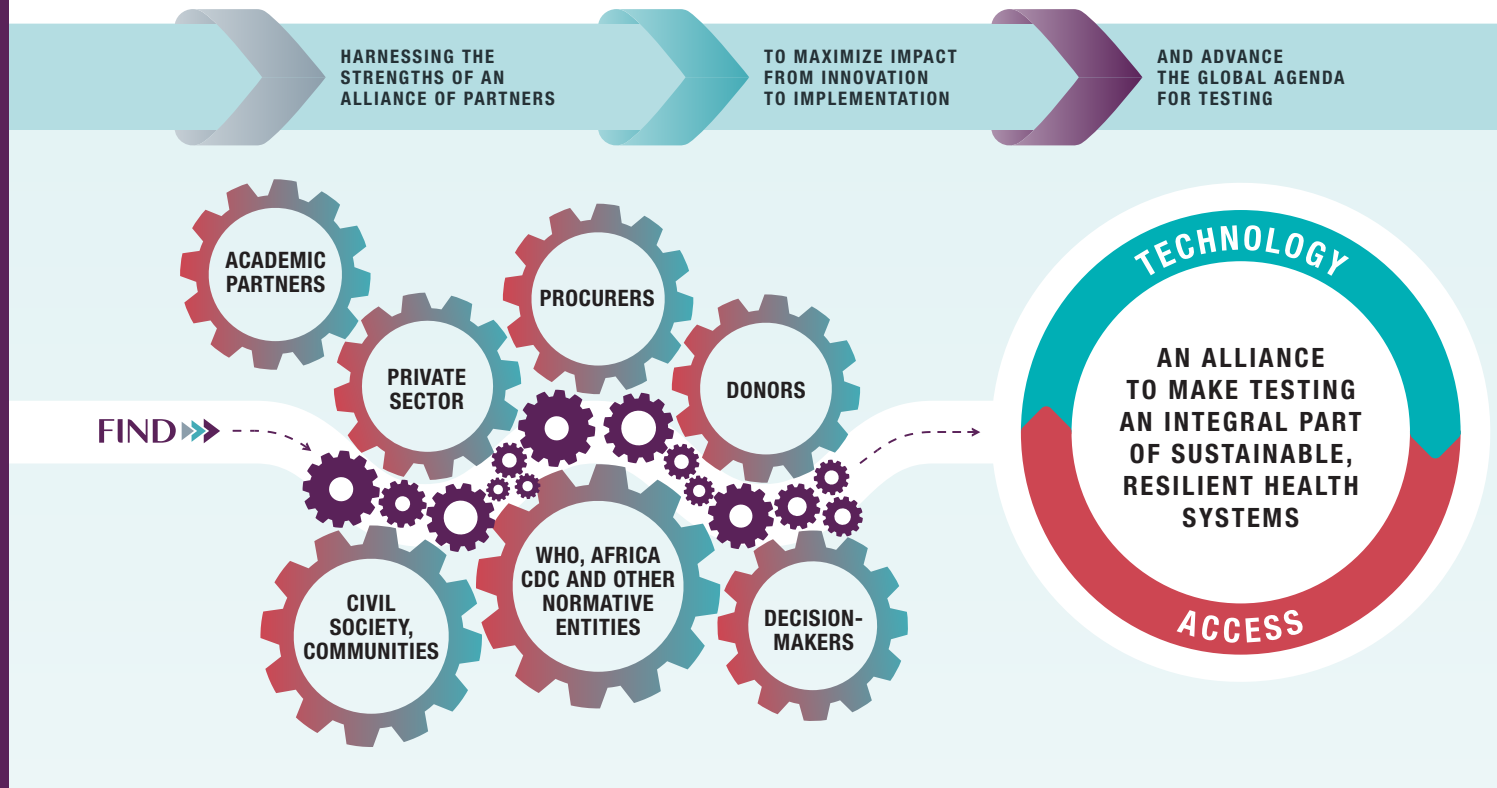 HARNESSING THE
STRENGTHS OF AN
ALLIANCE OF PARTNERS
TO MAXIMIZE IMPACT
FROM INNOVATION
TO IMPLEMENTATION
AND ADVANCE
THE GLOBAL AGENDA
FOR TESTING
ACADEMIC
PARTNERS
PROCURERS
PRIVATE
SECTOR
DONORS
FIND
CIVIL
SOCIETY,
COMMUNITIES
WHO, AFRICA
CDC AND OTHER
NORMATIVE
ENTITIES
DECISION-
MAKERS
TECHNOLOGY
AN ALLIANCE
TO MAKE TESTING
AN INTEGRAL PART
OF SUSTAINABLE,
RESILIENT HEALTH
SYSTEMS
ACCESS